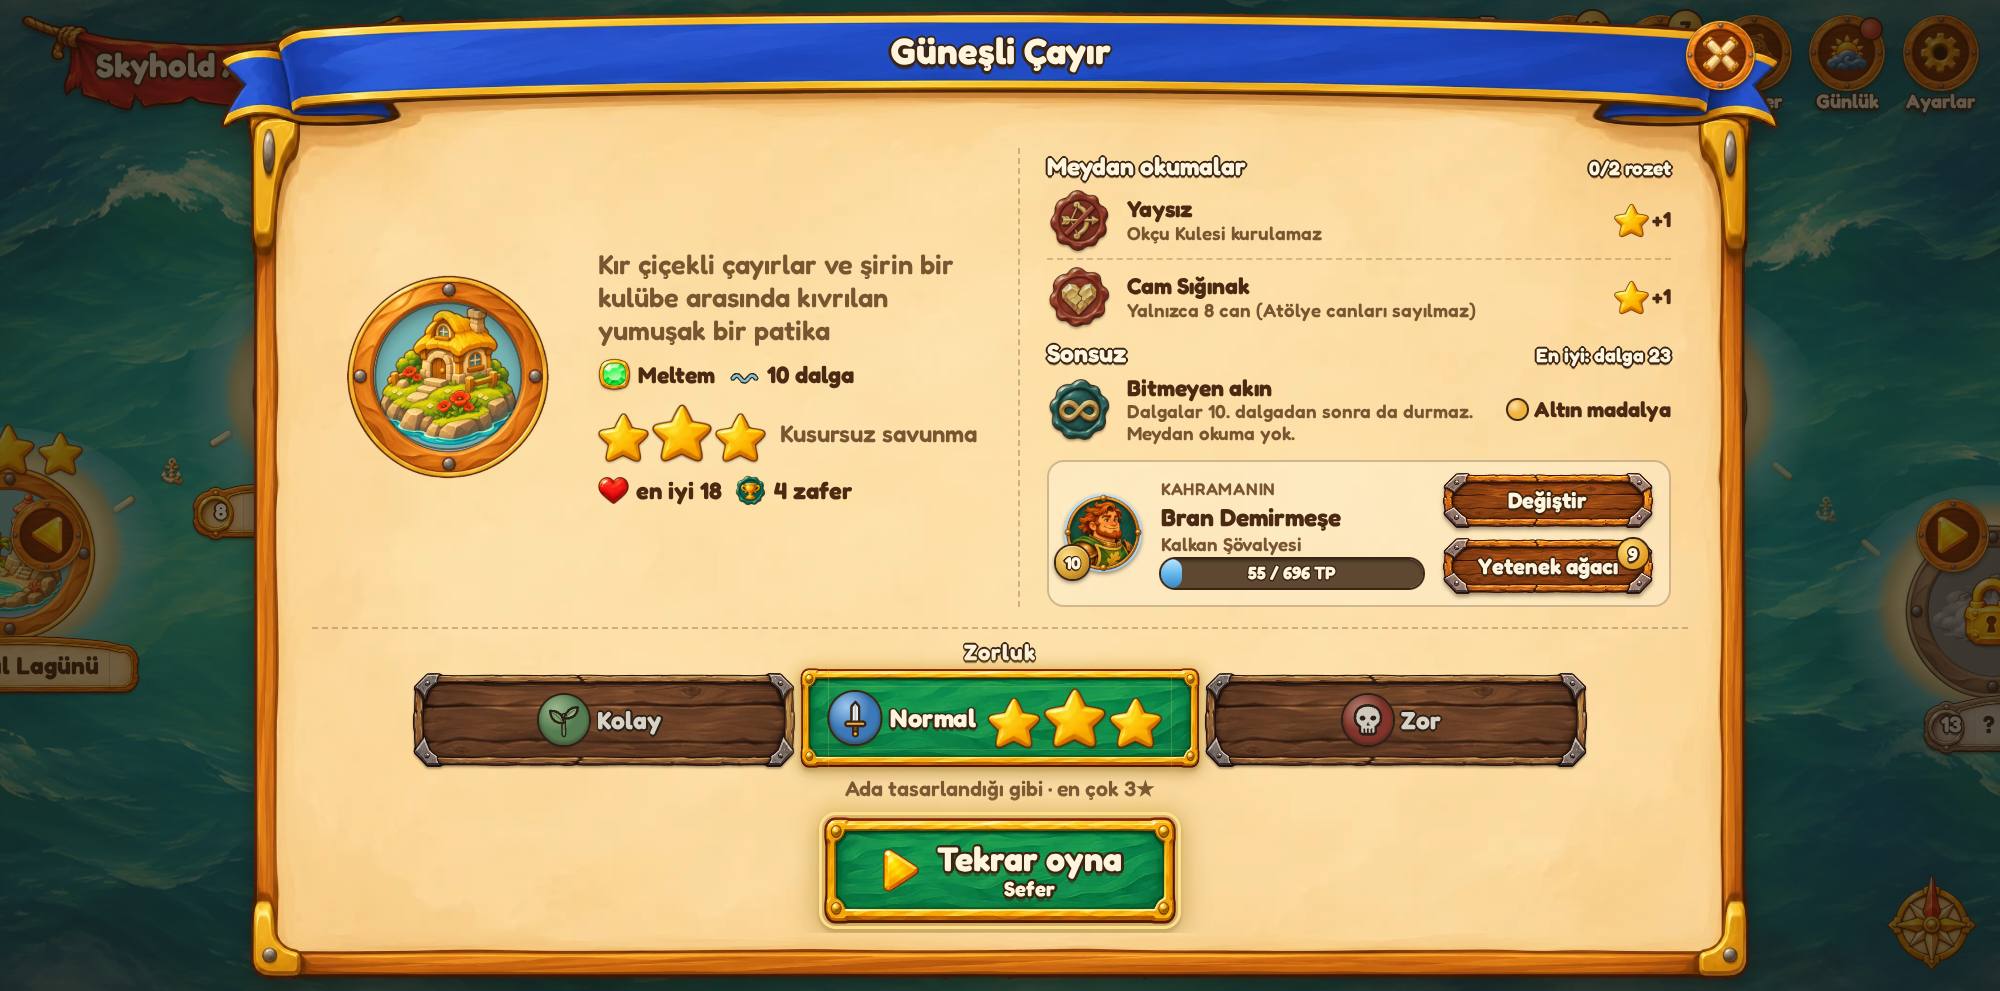 Güneşli Çayır
Skyhold
Günlük
Ayarlar
Kır çiçekli çayırlar ve şirin bir
kulübe arasında kıvrılan
yumuşak bir patika
Meltem
10 dalga
Kusursuz savunma
en iyi 18
4 zafer
Meydan okumalar
0/2 rozet
Yaysız
Okçu Kulesi kurulamaz
+1
Cam Sığınak
Yalnızca 8 can (Atölye canları sayılmaz)
+1
Sonsuz
En iyi: dalga 23
Bitmeyen akın
Dalgalar 10. dalgadan sonra da durmaz.
Meydan okuma yok.
Altın madalya
KAHRAMANIN
Bran Demirmeşe
Kalkan Şövalyesi
10
55 / 696 TP
Değiştir
Yetenek ağacı
9
8
Lagünü
13 ?
Zorluk
Kolay
Normal
Zor
Ada tasarlandığı gibi · en çok 3★
Tekrar oyna
Sefer